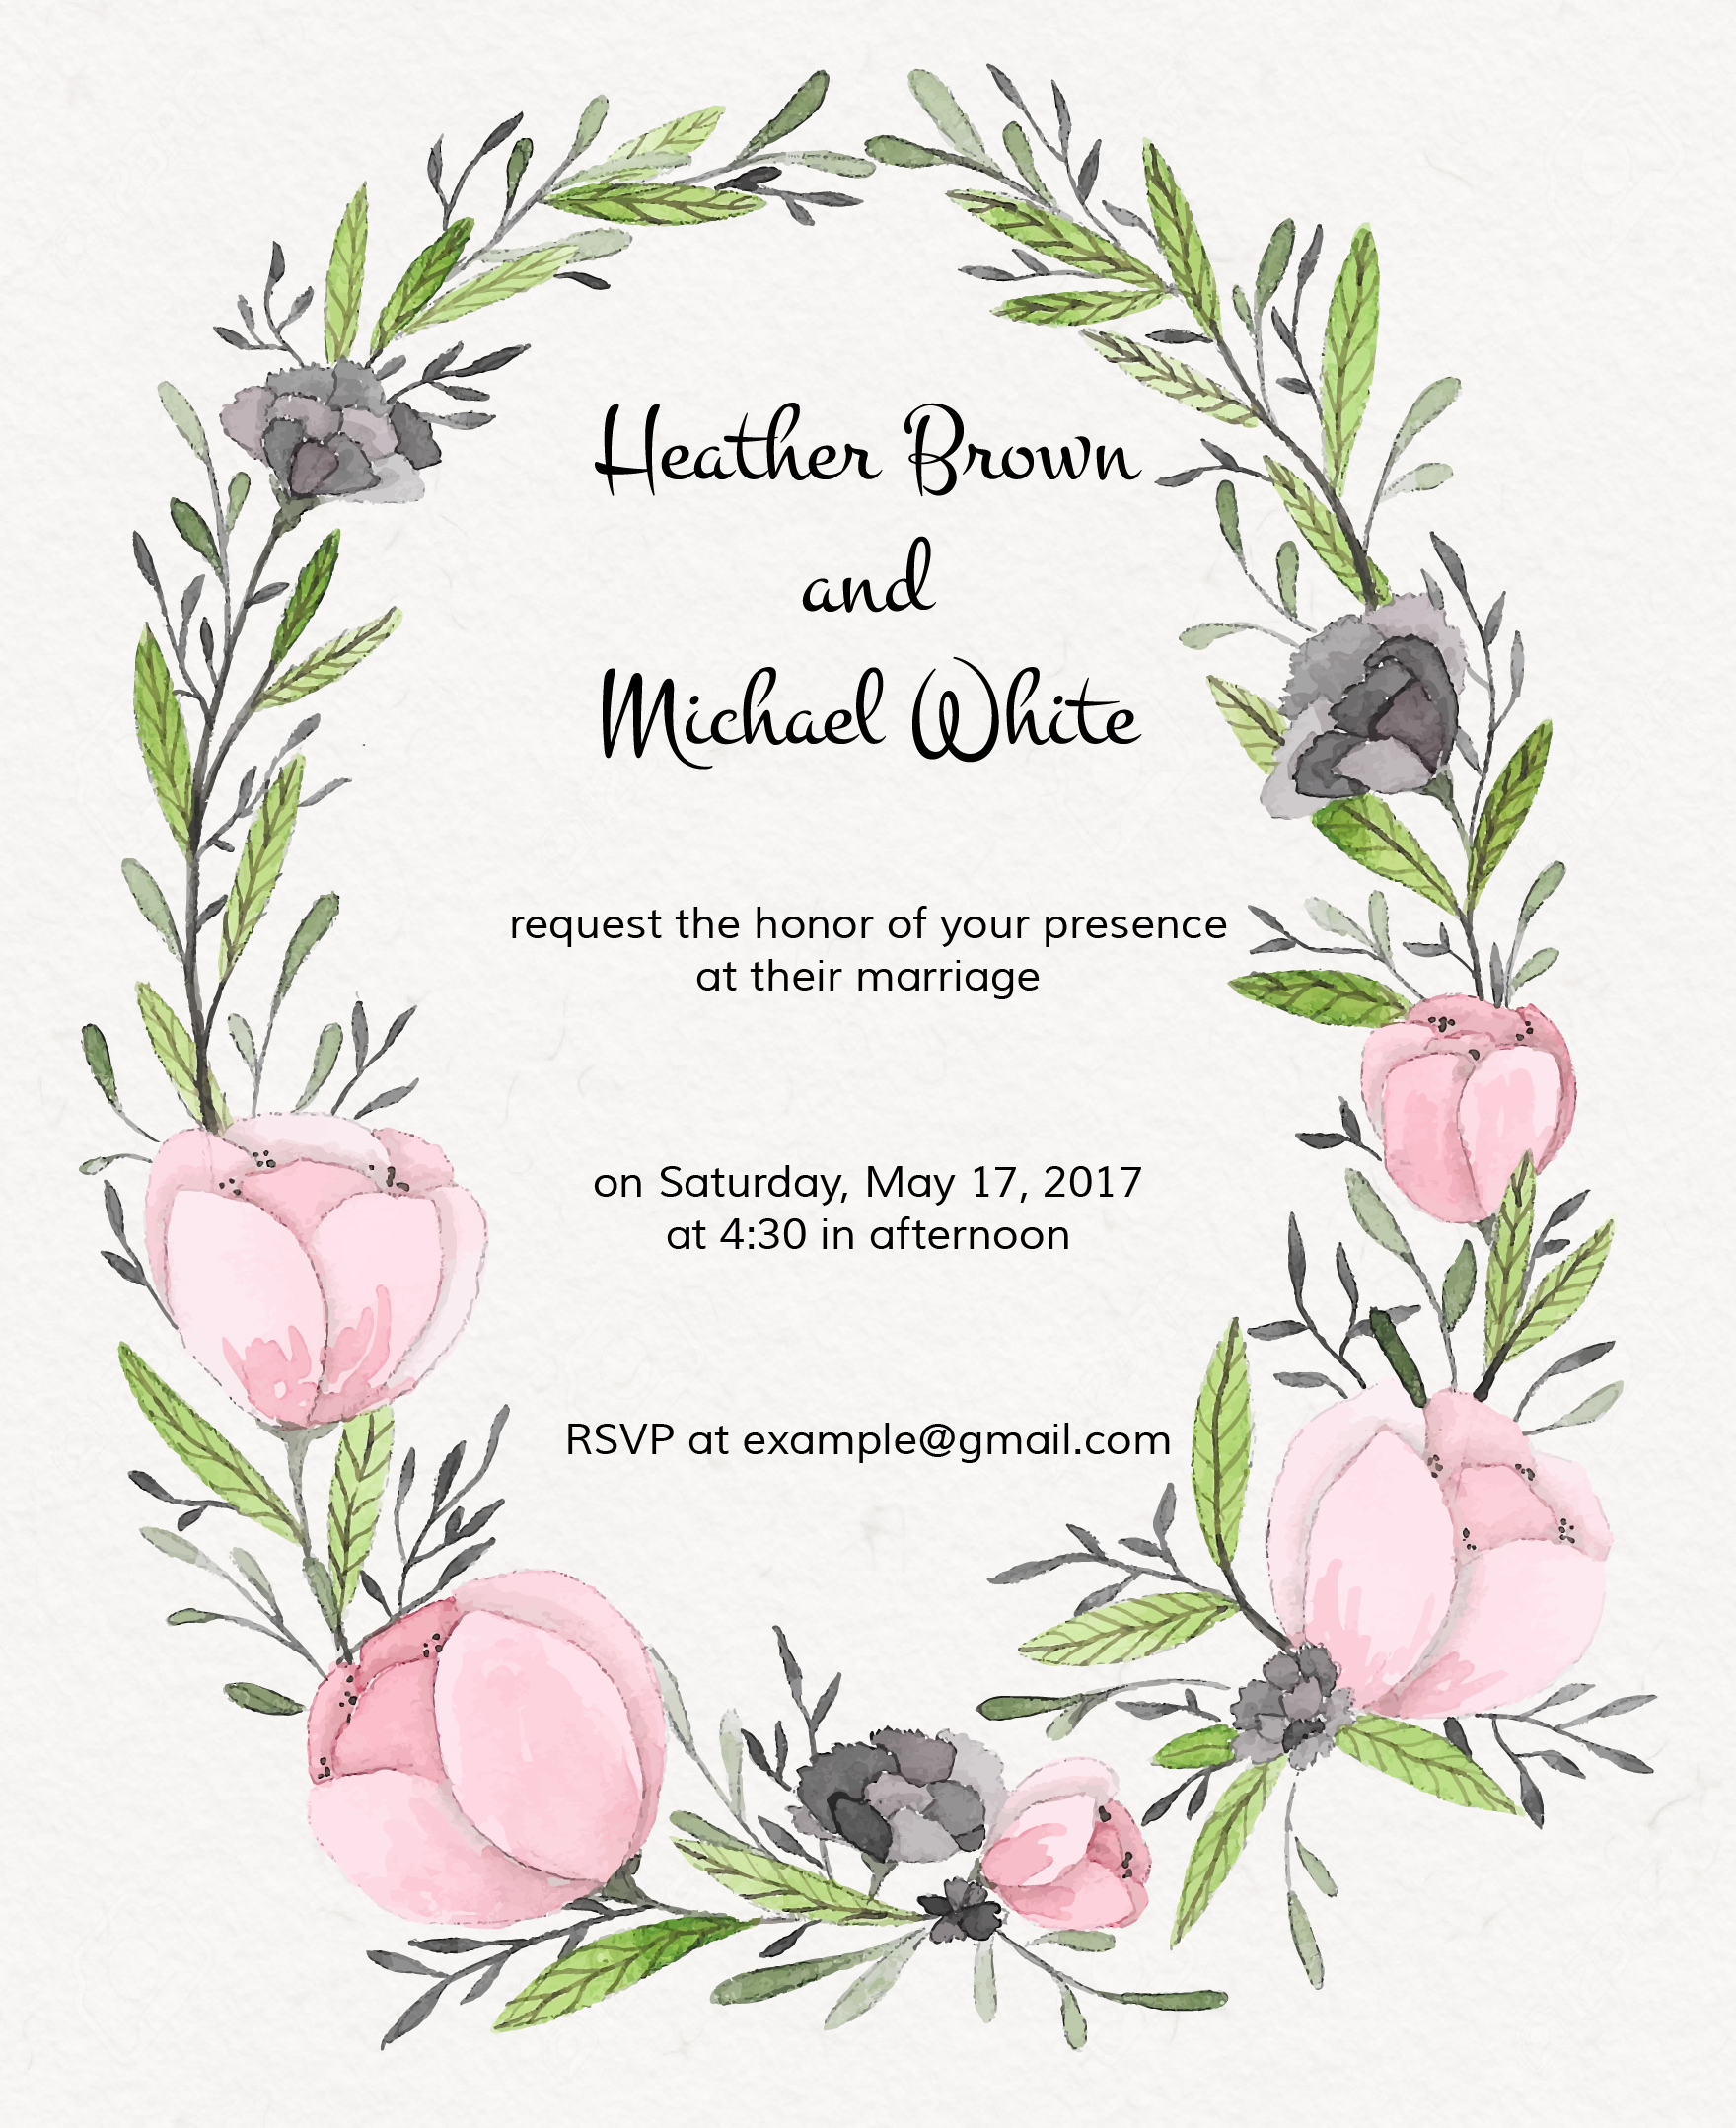 Heather Brown
and
Michael White
request the honor of your presence
at their marriage
on Saturday, May 17, 2017
at 4:30 in afternoon
RSVP at example@gmail.com